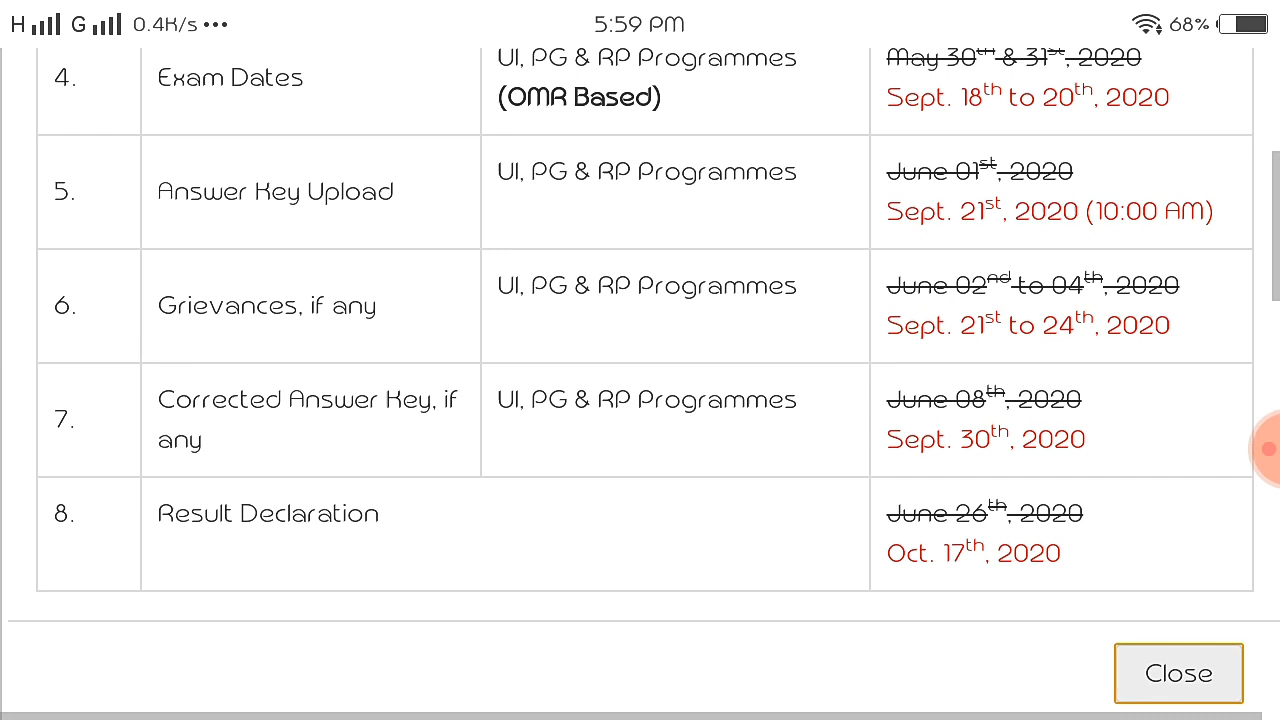 H G 0.4K/s ••• 5:59 PM 68%
UI, PG & RP Programmes May 30th & 31st, 2020
4. Exam Dates
(OMR Based) Sept. 18th to 20th, 2020
UI, PG & RP Programmes June 01st, 2020
5. Answer Key Upload
Sept. 21st, 2020 (10:00 AM)
UI, PG & RP Programmes June 02nd to 04th, 2020
6. Grievances, if any
Sept. 21st to 24th, 2020
Corrected Answer Key, if UI, PG & RP Programmes June 08th, 2020
7.
any Sept. 30th, 2020
8. Result Declaration June 26th, 2020
Oct. 17th, 2020
Close